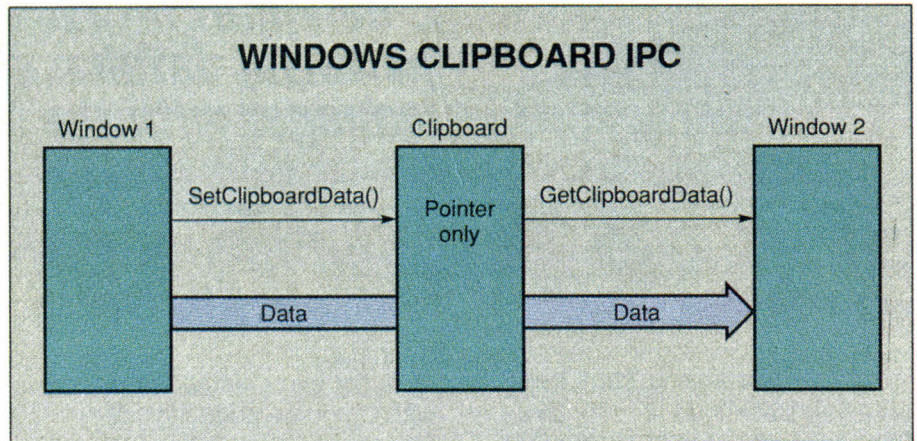 WINDOWS CLIPBOARD IPC
Window 1
Clipboard
Window 2
SetClipboardData()
Pointer
only
GetClipboardData()
Data
Data